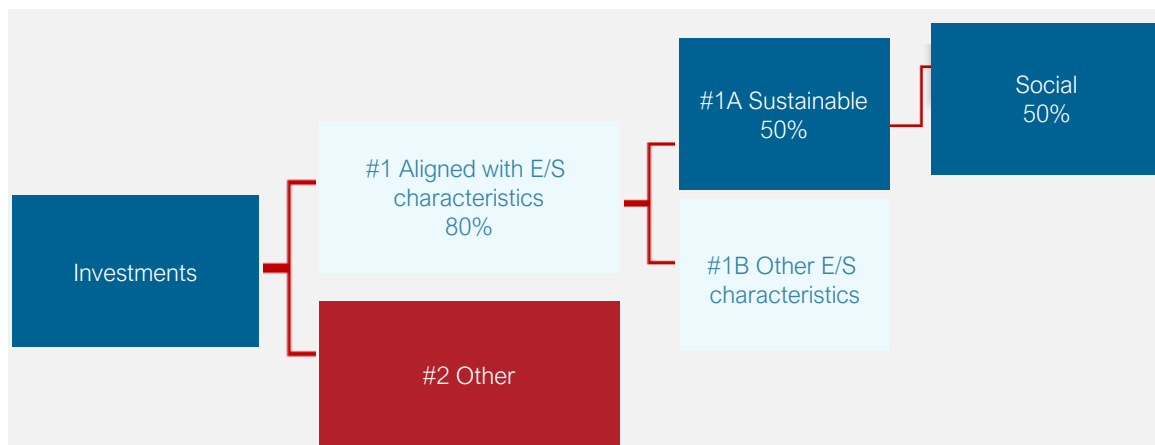 Investments
#1 Aligned with E/S
characteristics
80%
#2 Other
#1A Sustainable
50%
#1B Other E/S
characteristics
Social
50%